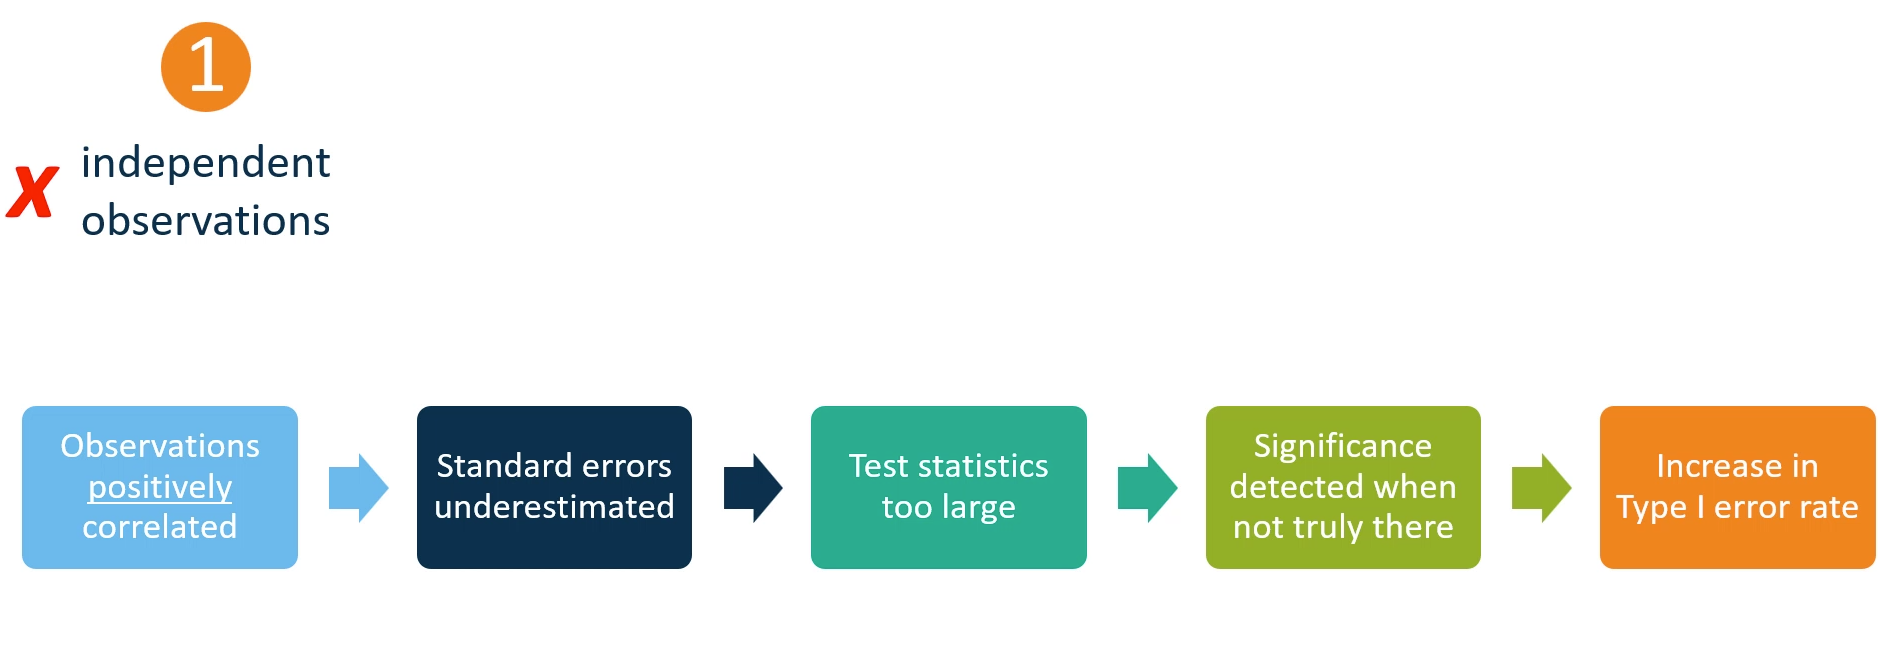 1
x
independent
observations
Observations
positively
correlated
Standard errors
underestimated
Test statistics
too large
Significance
detected when
not truly there
Increase in
Type I error rate